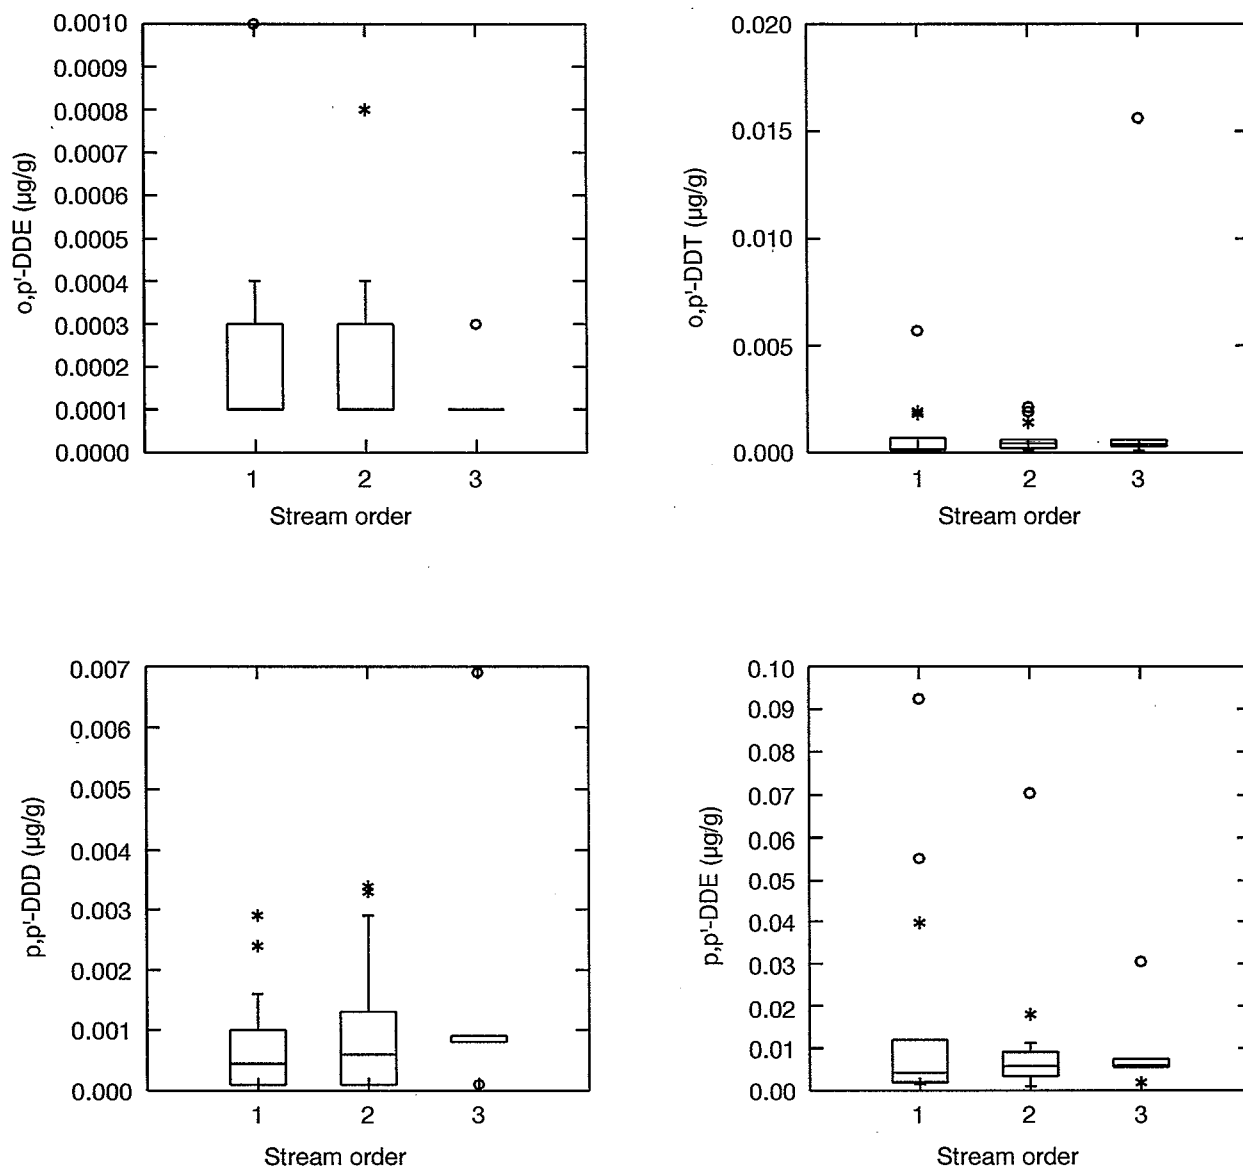 o,p'-DDE (µg/g)
0.0010
0.0009
0.0008
0.0007
0.0006
0.0005
0.0004
0.0003
0.0002
0.0001
0.0000
1 2 3
Stream order
o,p'-DDT (µg/g)
0.020
0.015
0.010
0.005
0.000
1 2 3
Stream order
p,p'-DDD (µg/g)
0.007
0.006
0.005
0.004
0.003
0.002
0.001
0.000
1 2 3
Stream order
p,p'-DDE (µg/g)
0.10
0.09
0.08
0.07
0.06
0.05
0.04
0.03
0.02
0.01
0.00
1 2 3
Stream order